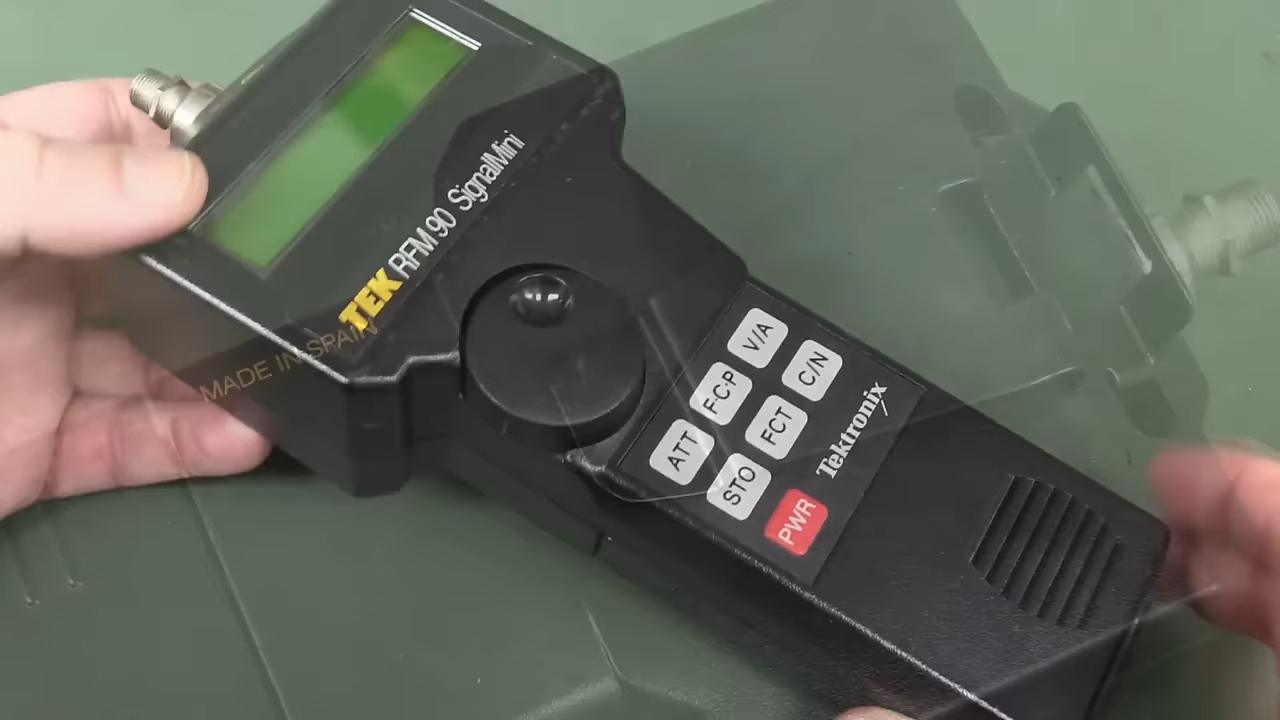 TEK RFM 90 SignalMini
MADE IN SPAIN
V/A
F·C·P
C/N
ATT
FCT
STO
PWR
Tektronix